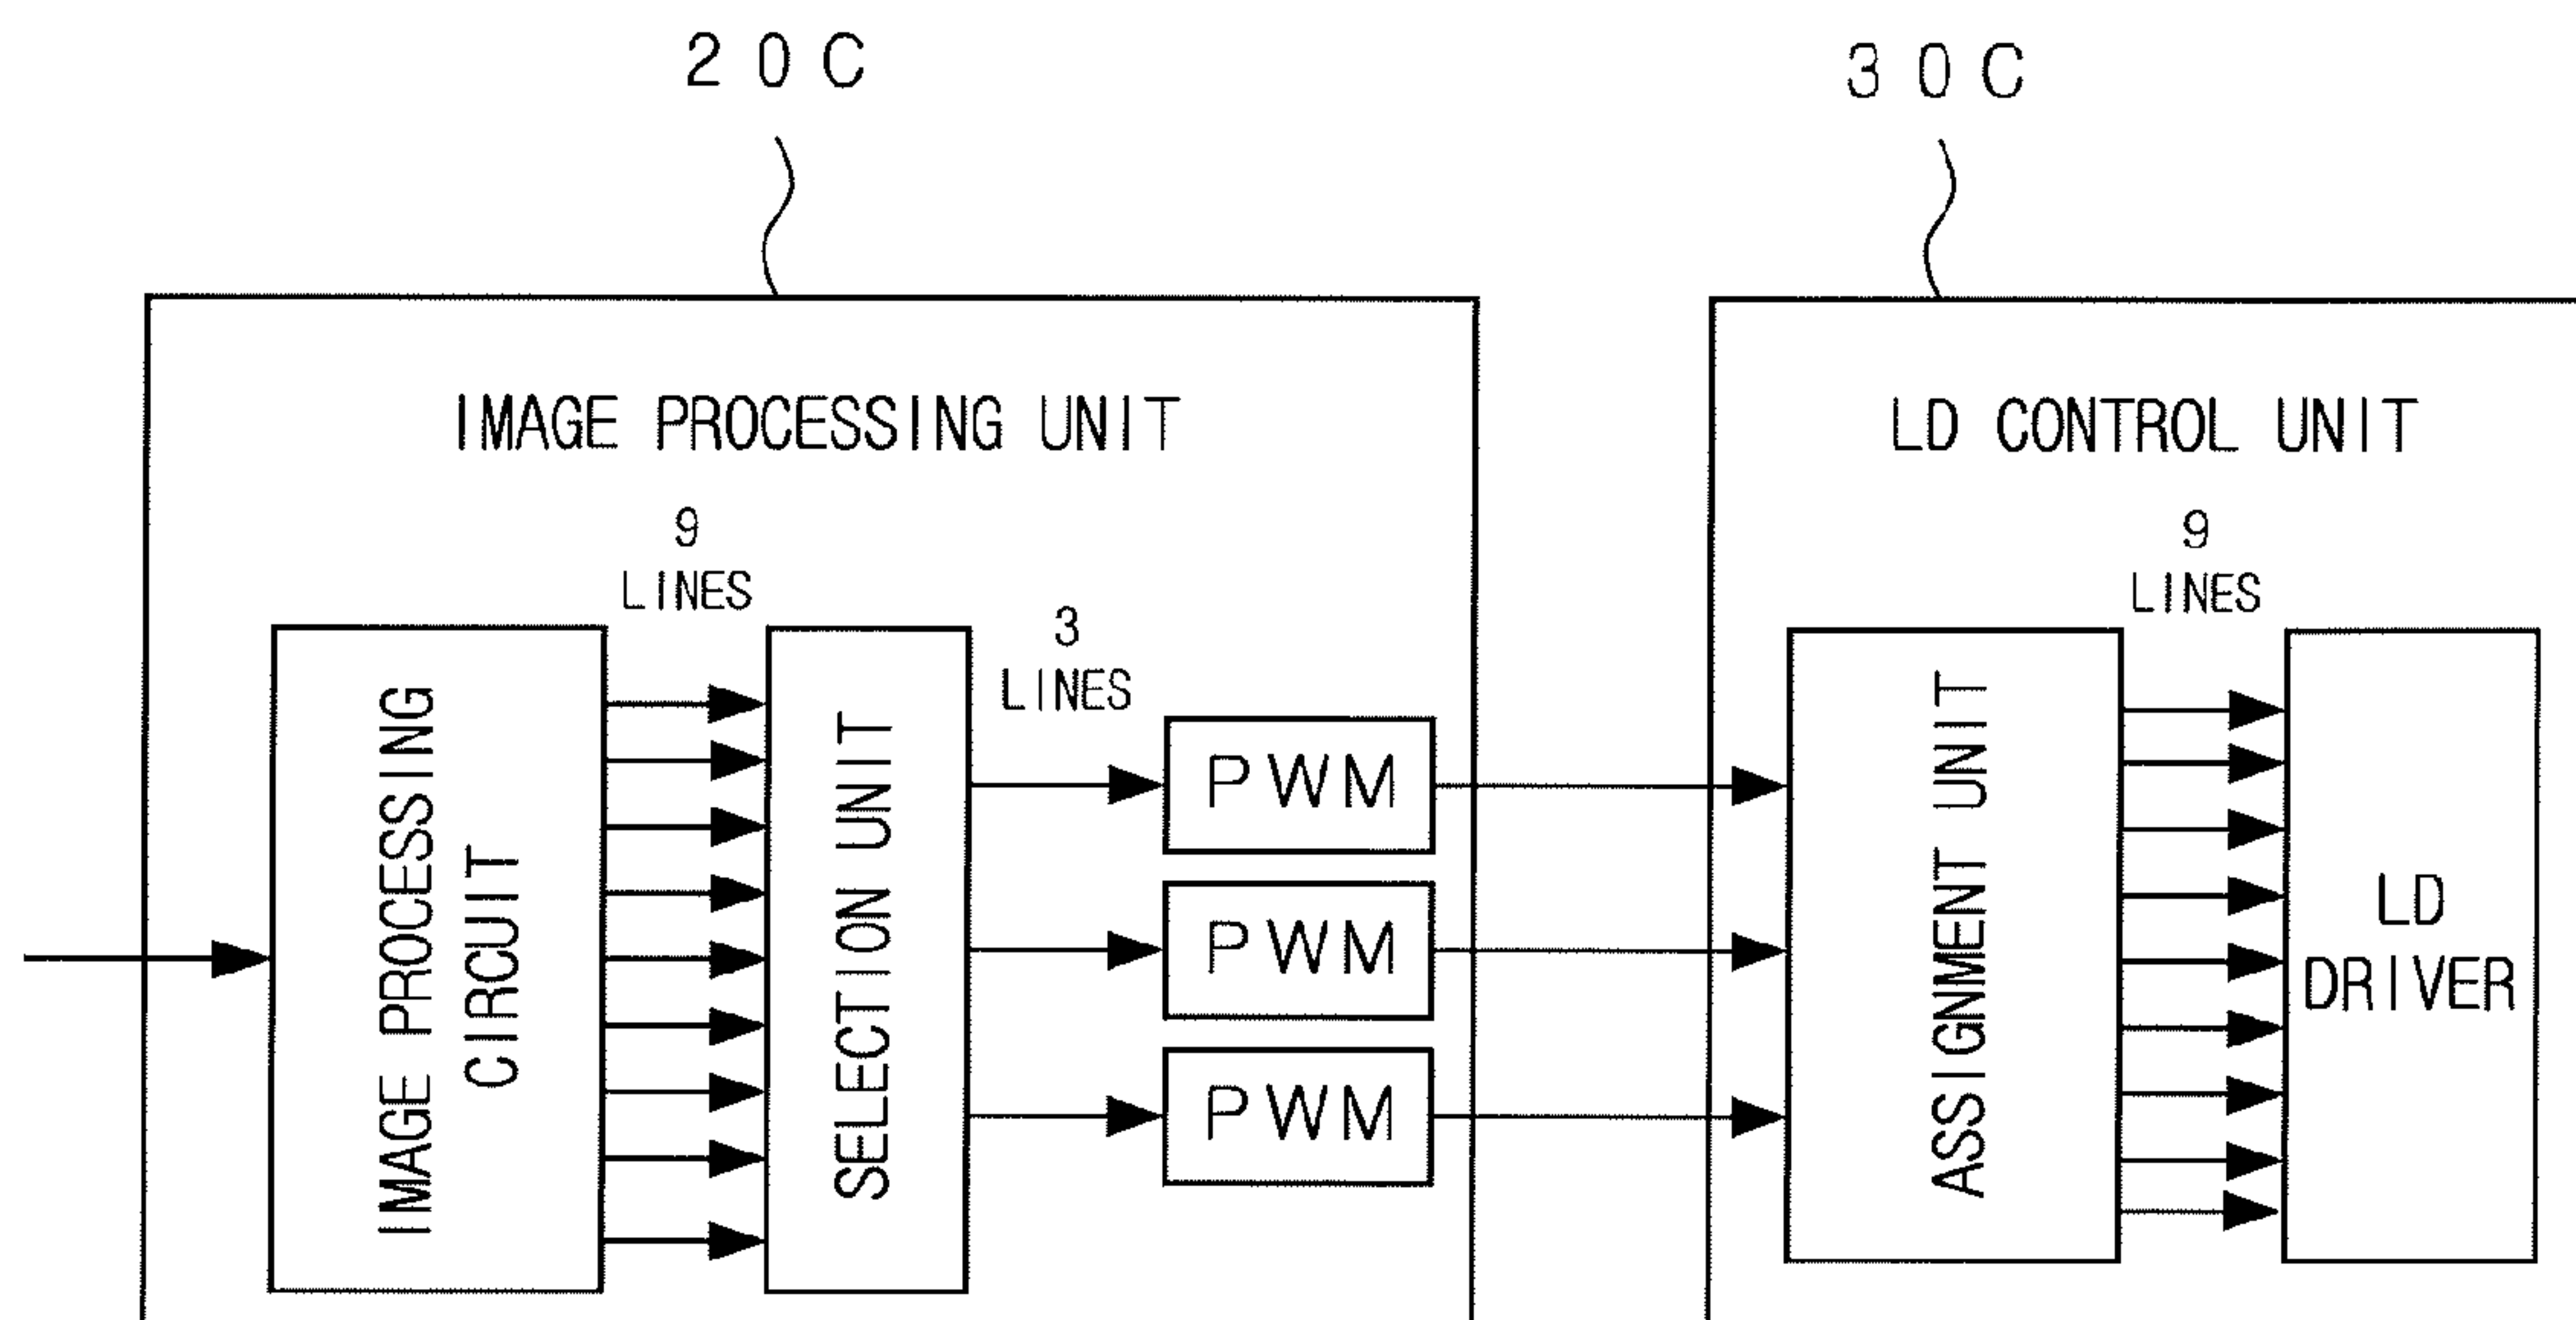 20C
30C
IMAGE PROCESSING UNIT
LD CONTROL UNIT
9
LINES
3
LINES
9
LINES
IMAGE PROCESSING
CIRCUIT
SELECTION UNIT
PWM
PWM
PWM
ASSIGNMENT UNIT
LD
DRIVER